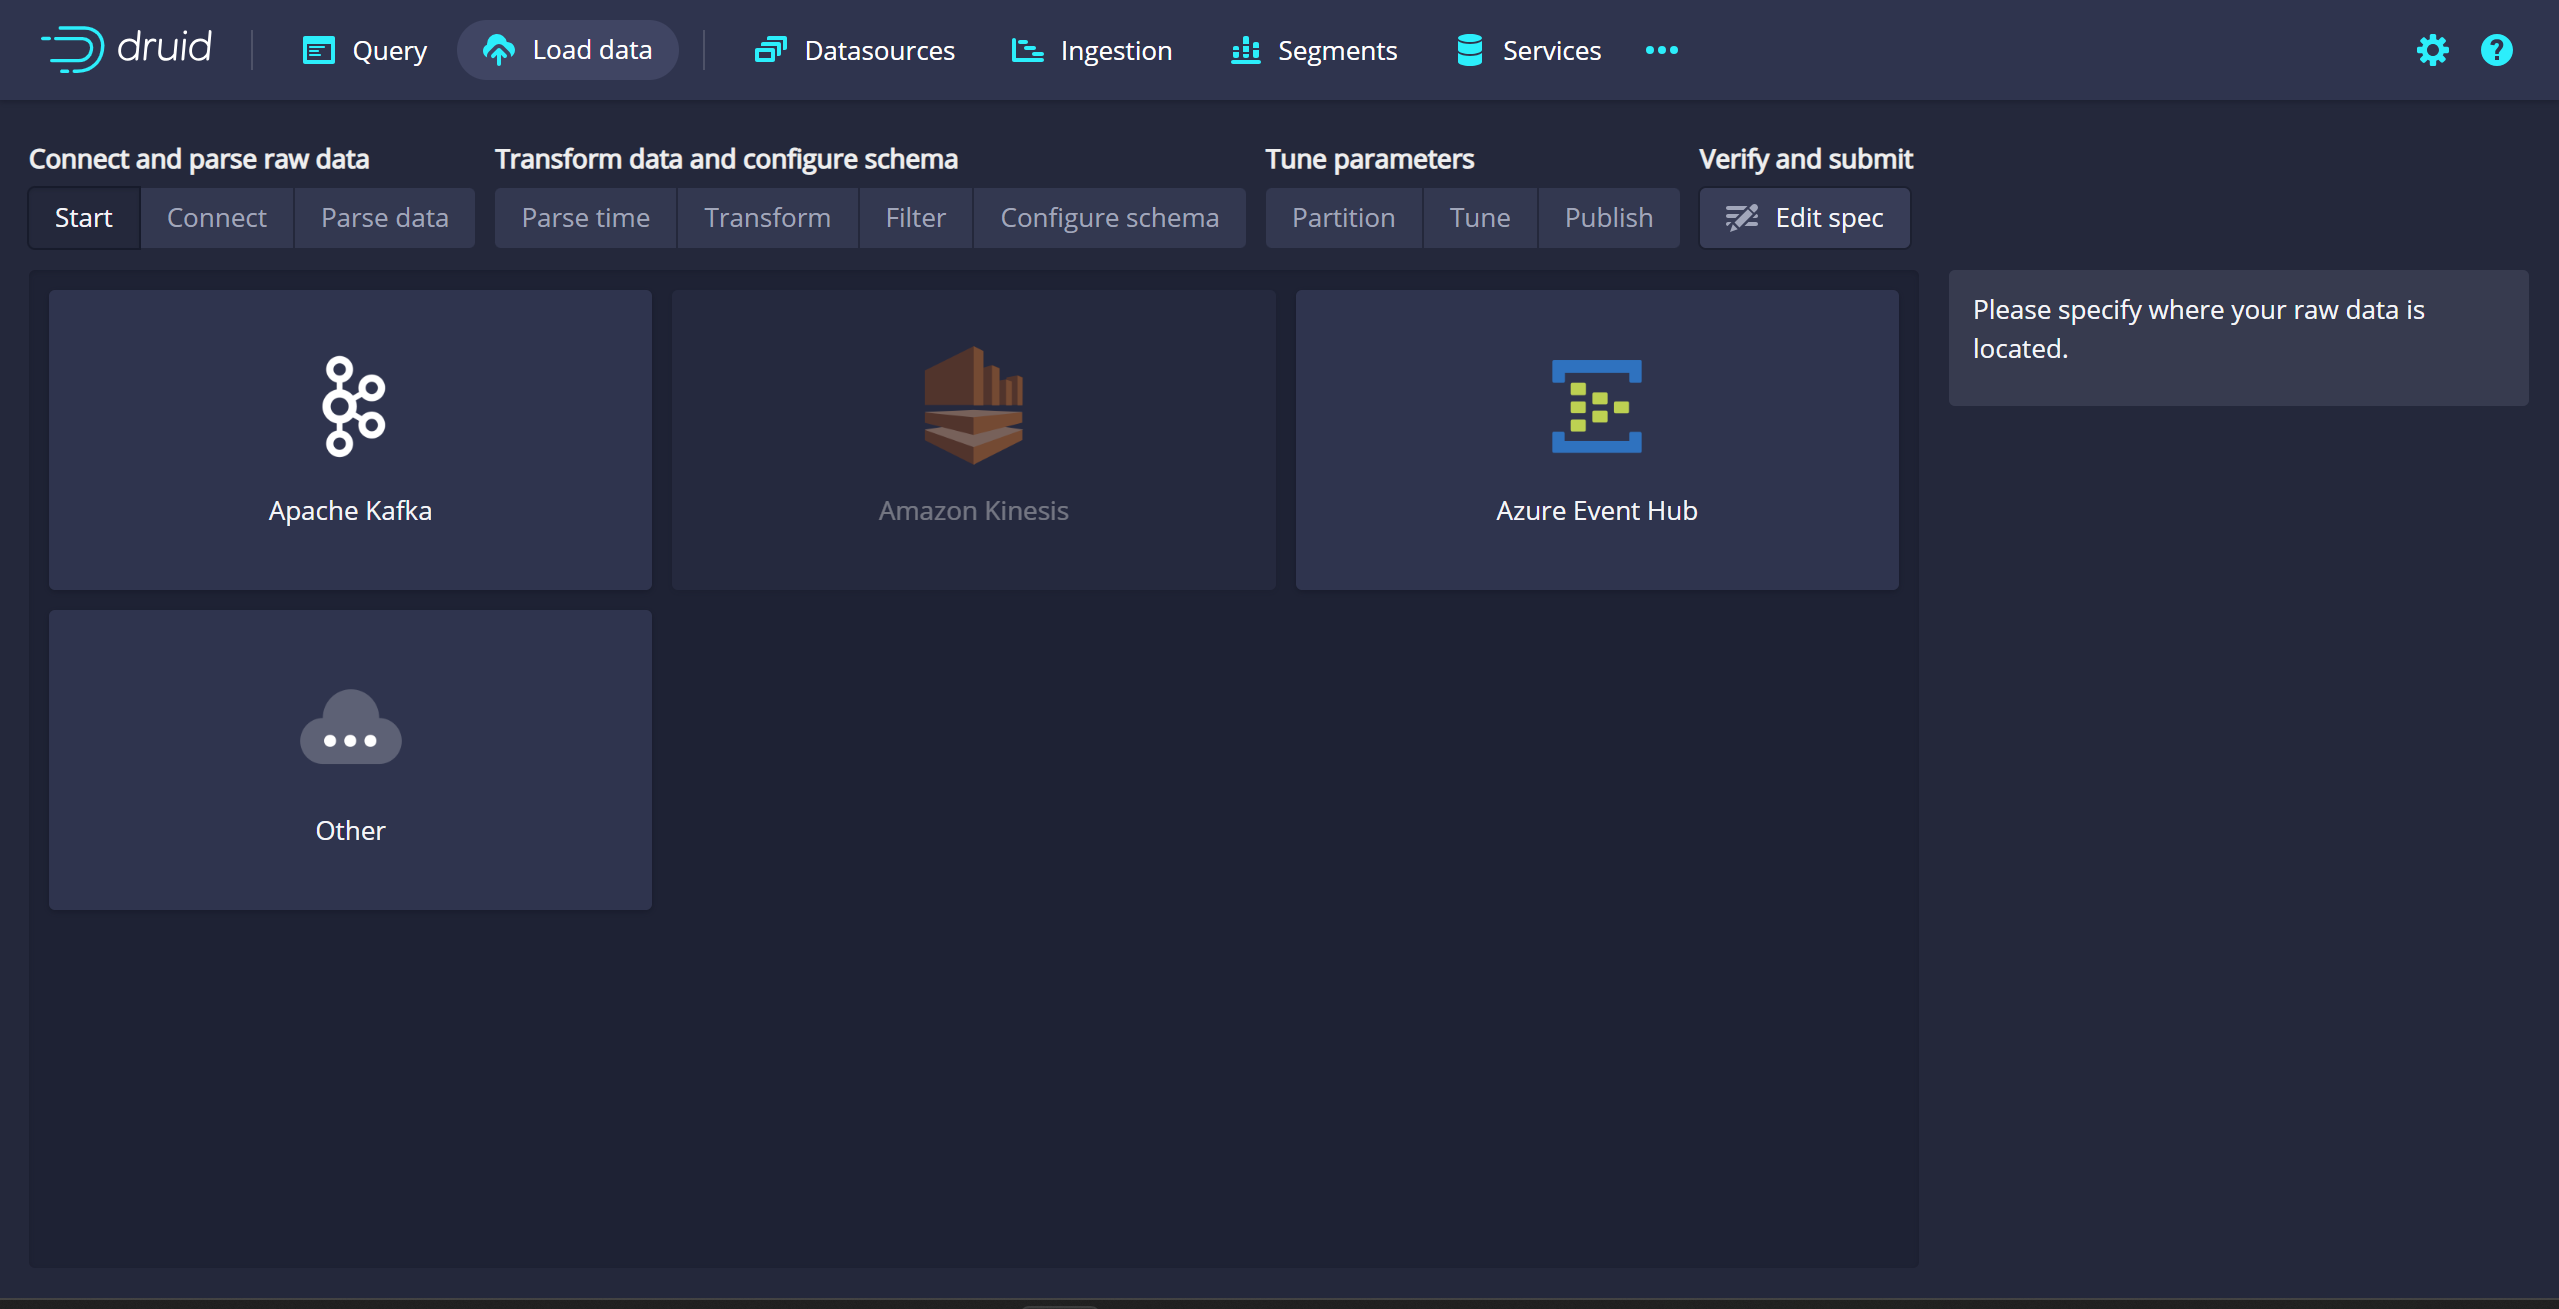 druid
Query
Load data
Datasources
Ingestion
Segments
Services
Connect and parse raw data
Transform data and configure schema
Tune parameters
Verify and submit
Start
Connect
Parse data
Parse time
Transform
Filter
Configure schema
Partition
Tune
Publish
Edit spec
Apache Kafka
Amazon Kinesis
Azure Event Hub
Other
Please specify where your raw data is
located.